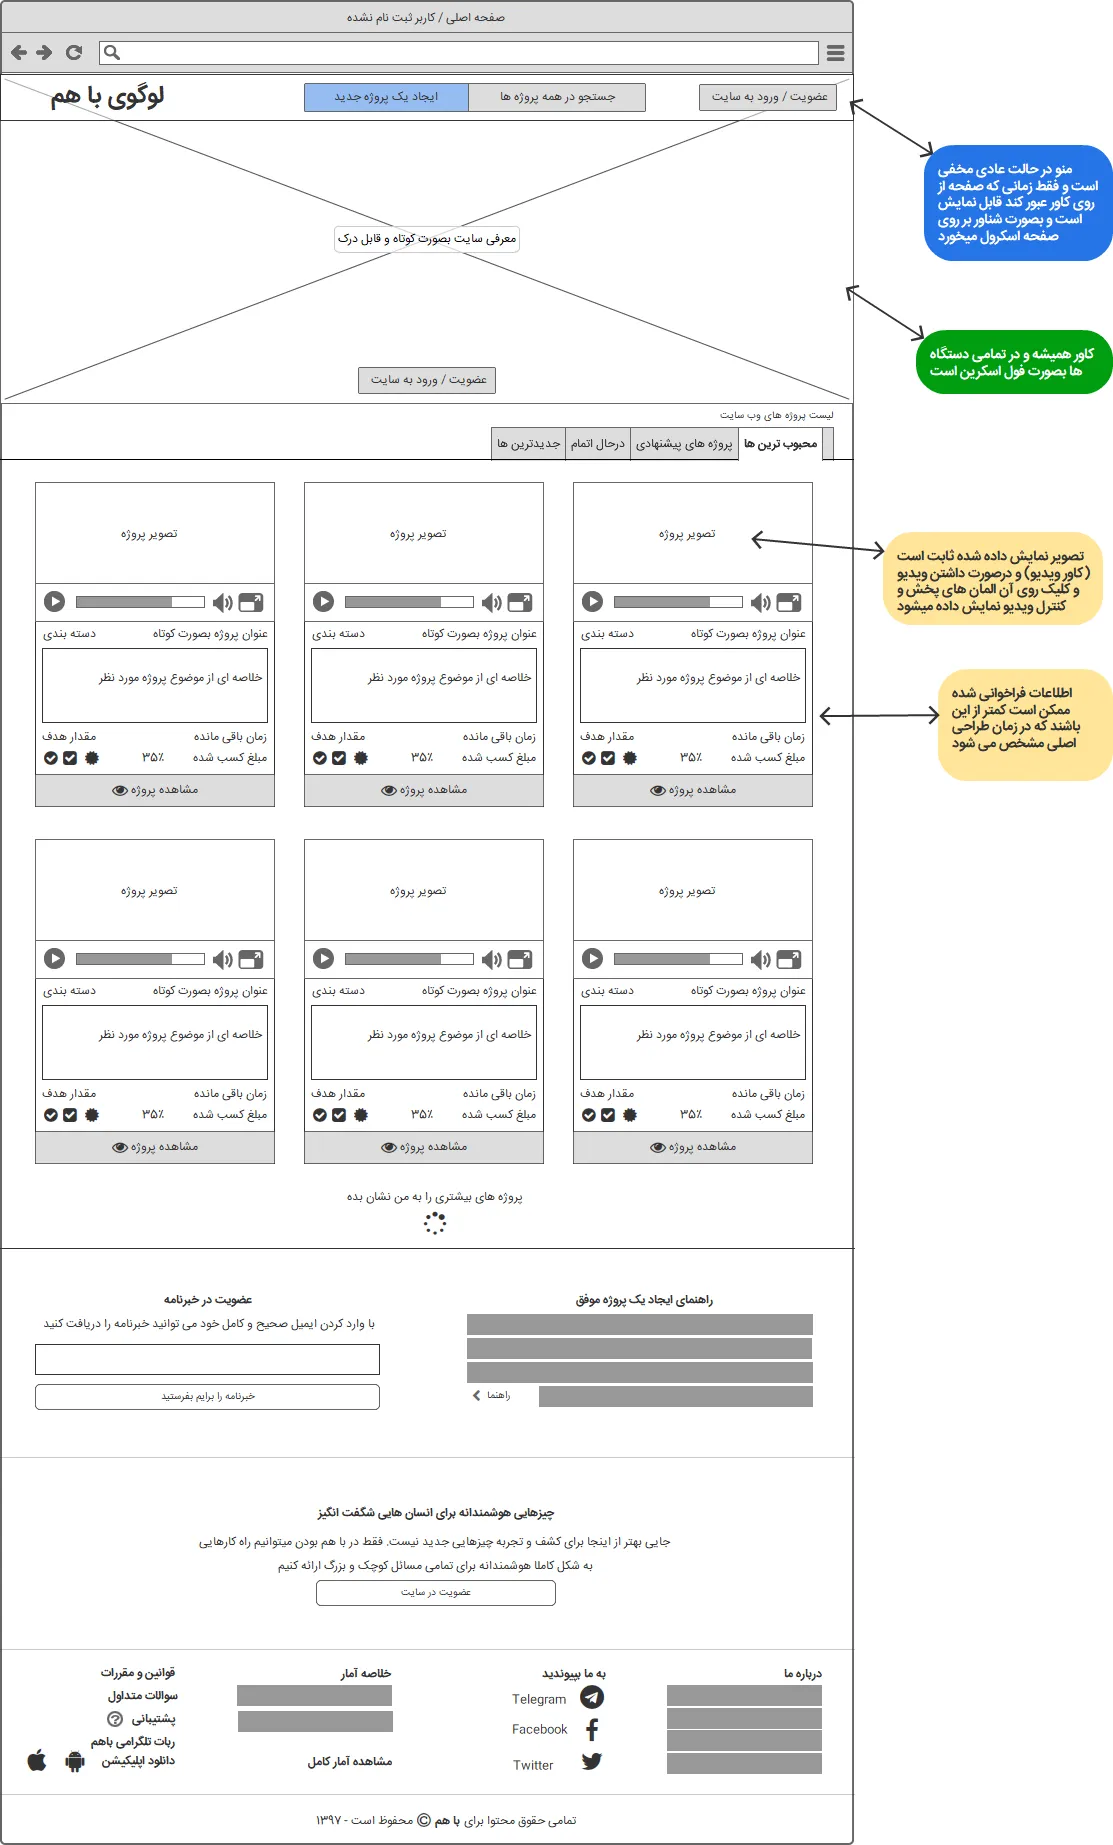 صفحه اصلی / کاربر ثبت نام نشده
عضویت / ورود به سایت
جستجو در همه پروژه ها
ایجاد یک پروژه جدید
لوگوی با هم
منو در حالت عادی مخفی
است و فقط زمانی که صفحه از
روی کاور عبور کند قابل نمایش
است و بصورت شناور بر روی
صفحه اسکرول میخورد
معرفی سایت بصورت کوتاه و قابل درک
کاور همیشه و در تمامی دستگاه
ها بصورت فول اسکرین است
عضویت / ورود به سایت
لیست پروژه های وب سایت
محبوب ترین ها
پروژه های پیشنهادی
درحال اتمام
جدیدترین ها
تصویر پروژه
تصویر پروژه
تصویر پروژه
تصویر نمایش داده شده ثابت است
(کاور ویدیو) و درصورت داشتن ویدیو
و کلیک روی آن المان های پخش و
کنترل ویدیو نمایش داده میشود
عنوان پروژه بصورت کوتاه دسته بندی
عنوان پروژه بصورت کوتاه دسته بندی
عنوان پروژه بصورت کوتاه دسته بندی
خلاصه ای از موضوع پروژه مورد نظر
خلاصه ای از موضوع پروژه مورد نظر
خلاصه ای از موضوع پروژه مورد نظر
اطلاعات فراخوانی شده
ممکن است کمتر از این
باشند که در زمان طراحی
اصلی مشخص می شود
زمان باقی مانده مقدار هدف
زمان باقی مانده مقدار هدف
زمان باقی مانده مقدار هدف
مبلغ کسب شده ۳۵٪
مبلغ کسب شده ۳۵٪
مبلغ کسب شده ۳۵٪
مشاهده پروژه
مشاهده پروژه
مشاهده پروژه
تصویر پروژه
تصویر پروژه
تصویر پروژه
عنوان پروژه بصورت کوتاه دسته بندی
عنوان پروژه بصورت کوتاه دسته بندی
عنوان پروژه بصورت کوتاه دسته بندی
خلاصه ای از موضوع پروژه مورد نظر
خلاصه ای از موضوع پروژه مورد نظر
خلاصه ای از موضوع پروژه مورد نظر
زمان باقی مانده مقدار هدف
زمان باقی مانده مقدار هدف
زمان باقی مانده مقدار هدف
مبلغ کسب شده ۳۵٪
مبلغ کسب شده ۳۵٪
مبلغ کسب شده ۳۵٪
مشاهده پروژه
مشاهده پروژه
مشاهده پروژه
پروژه های بیشتری را به من نشان بده
راهنمای ایجاد یک پروژه موفق
راهنما
عضویت در خبرنامه
با وارد کردن ایمیل صحیح و کامل خود می توانید خبرنامه را دریافت کنید
خبرنامه را برایم بفرستید
چیزهایی هوشمندانه برای انسان هایی شگفت انگیز
جایی بهتر از اینجا برای کشف و تجربه چیزهایی جدید نیست. فقط در با هم بودن میتوانیم راه کارهایی
به شکل کاملا هوشمندانه برای تمامی مسائل کوچک و بزرگ ارائه کنیم
عضویت در سایت
درباره ما
به ما بپیوندید
Telegram
Facebook
Twitter
خلاصه آمار
مشاهده آمار کامل
قوانین و مقررات
سوالات متداول
پشتیبانی
ربات تلگرامی باهم
دانلود اپلیکیشن
تمامی حقوق محتوا برای با هم © محفوظ است - ۱۳۹۷